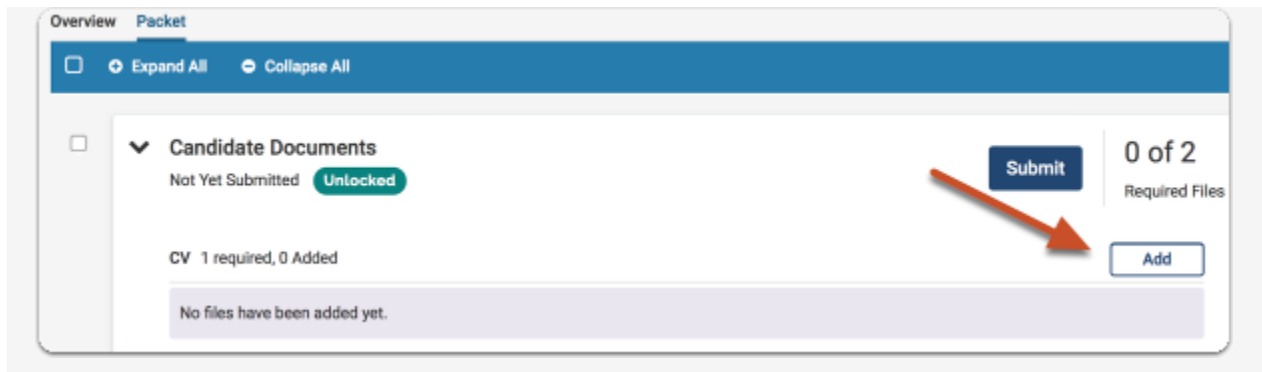 Overview Packet
Expand All Collapse All
Candidate Documents
Not Yet Submitted Unlocked
Submit
0 of 2
Required Files
CV 1 required, 0 Added
Add
No files have been added yet.